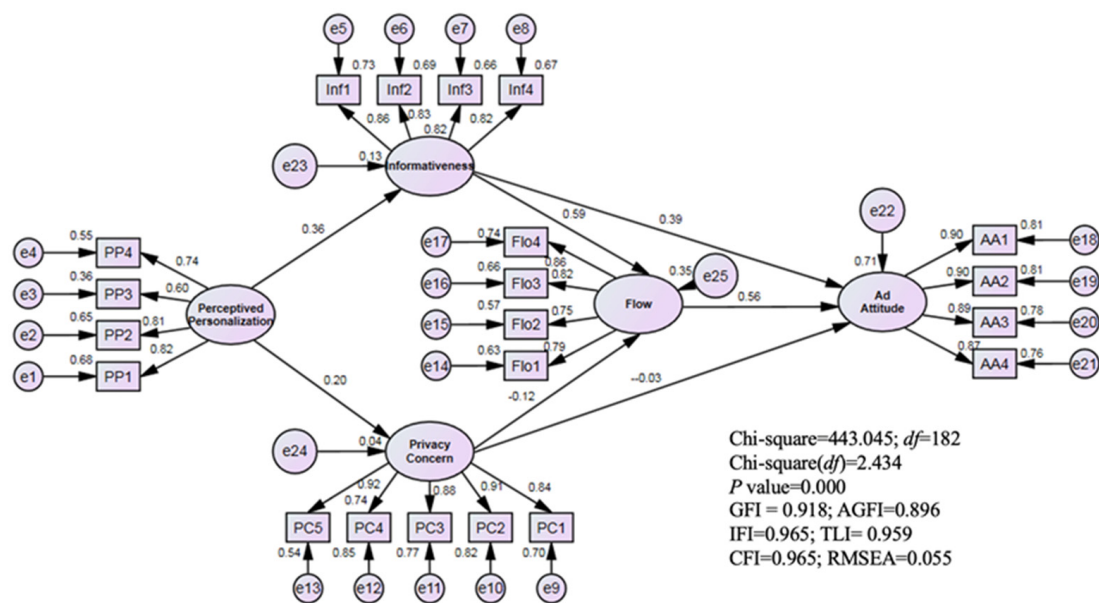 e5 e6 e7 e8
0.73 0.69 0.66 0.67
Inf1 Inf2 Inf3 Inf4
0.86 0.83 0.82 0.82
e23 0.13 Informativeness
0.36
0.59
0.39
e22
0.71
e4 0.55 PP4 0.74
e3 0.36 PP3 0.60
e2 0.65 PP2 0.81
e1 0.68 PP1 0.82
Perceptived
Personalization
e17 0.74 Flo4 0.86
e16 0.66 Flo3 0.82
e15 0.57 Flo2 0.75
e14 0.63 Flo1 0.79
Flow
0.35 e25
0.56
Ad
Attitude
0.90 AA1 0.81 e18
0.90 AA2 0.81 e19
0.89 AA3 0.78 e20
0.87 AA4 0.76 e21
0.20
-0.12
--0.03
e24 0.04
Privacy
Concern
0.92 0.74 0.88 0.91 0.84
PC5 PC4 PC3 PC2 PC1
0.54 0.85 0.77 0.82 0.70
e13 e12 e11 e10 e9
Chi-square=443.045; df=182
Chi-square(df)=2.434
P value=0.000
GFI = 0.918; AGFI=0.896
IFI=0.965; TLI= 0.959
CFI=0.965; RMSEA=0.055